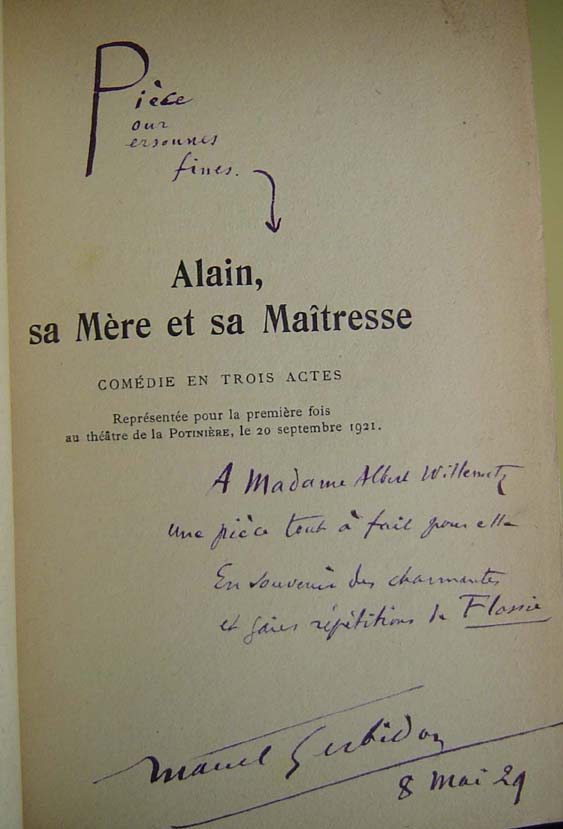 Pièce
our
ersonnes
fines.
Alain,
sa Mère et sa Maîtresse
COMÉDIE EN TROIS ACTES
Représentée pour la première fois
au théâtre de la POTINIÈRE, le 20 septembre 1921.
A Madame Albert Willemetz
une pièce tout à fait pour elle
En souvenir des charmantes
et gaies répétitions de Flossie
Marcel Gerbidon
8 Mai 29